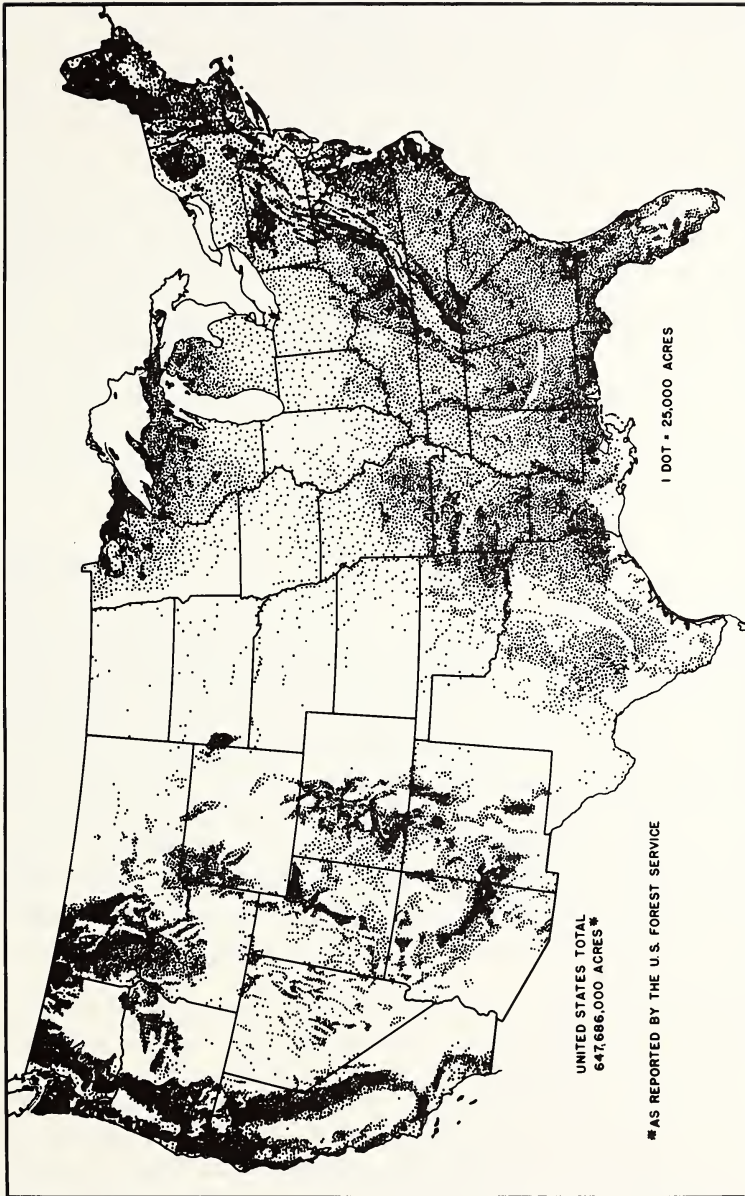 UNITED STATES TOTAL
647,686,000 ACRES*
*AS REPORTED BY THE U.S. FOREST SERVICE
1 DOT = 25,000 ACRES